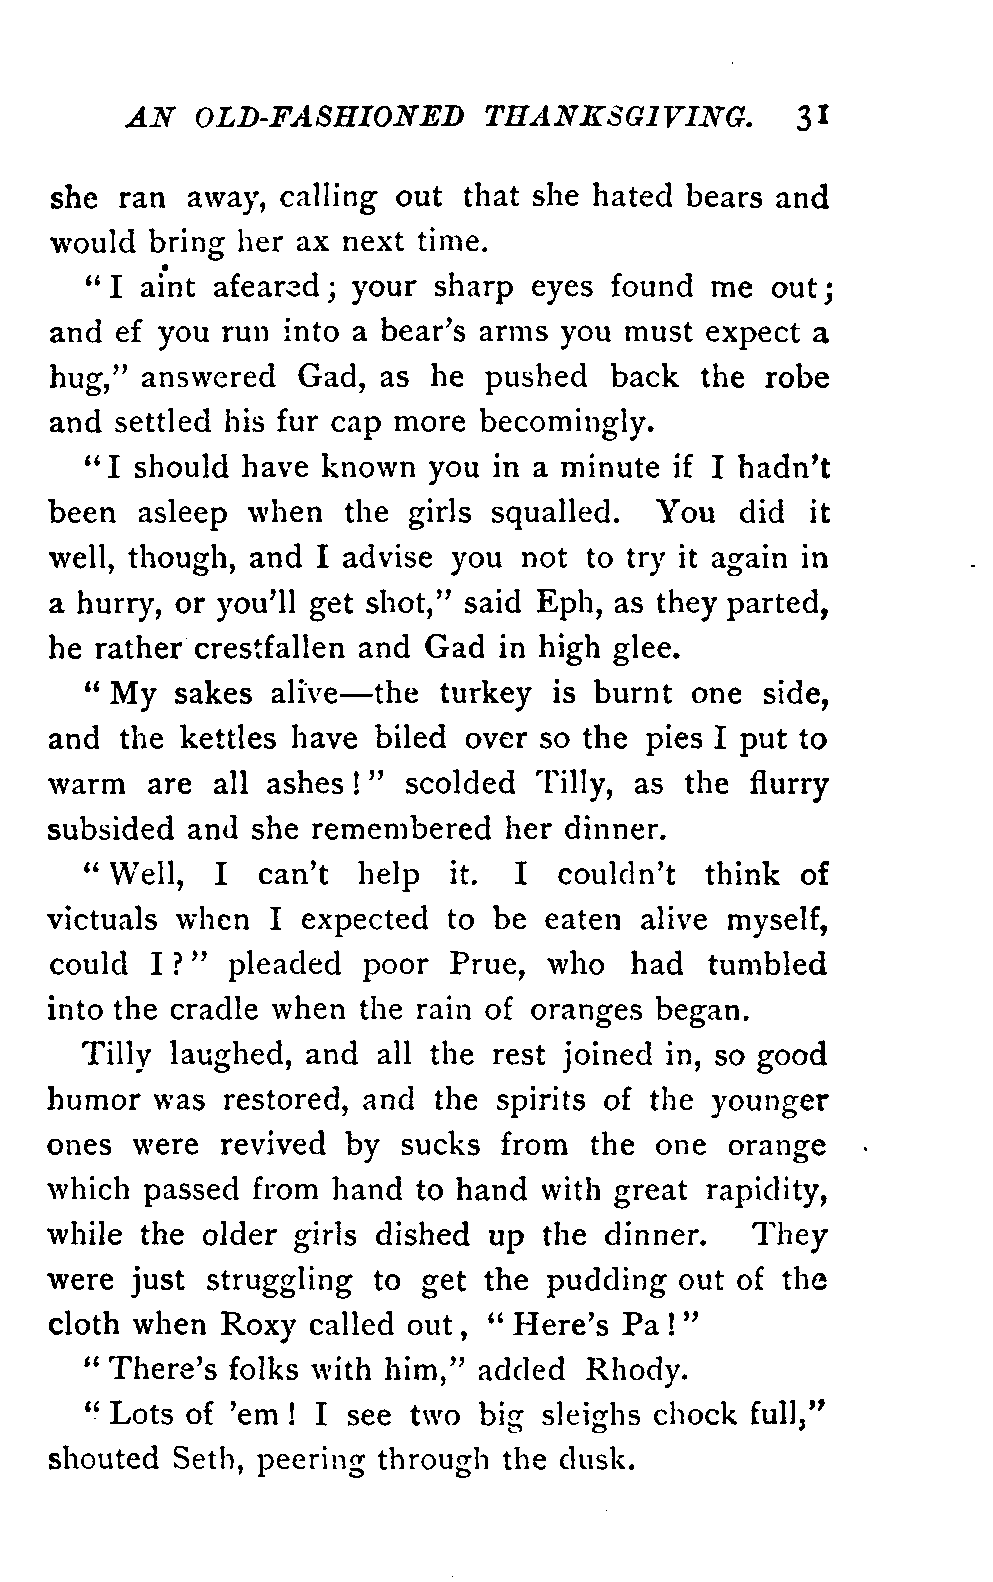 AN OLD-FASHIONED THANKSGIVING. 31
she ran away, calling out that she hated bears and
would bring her ax next time.
"I aint afeared; your sharp eyes found me out;
and ef you run into a bear's arms you must expect a
hug," answered Gad, as he pushed back the robe
and settled his fur cap more becomingly.
"I should have known you in a minute if I hadn't
been asleep when the girls squalled. You did it
well, though, and I advise you not to try it again in
a hurry, or you'll get shot," said Eph, as they parted,
he rather crestfallen and Gad in high glee.
"My sakes alive—the turkey is burnt one side,
and the kettles have biled over so the pies I put to
warm are all ashes!" scolded Tilly, as the flurry
subsided and she remembered her dinner.
"Well, I can't help it. I couldn't think of
victuals when I expected to be eaten alive myself,
could I?" pleaded poor Prue, who had tumbled
into the cradle when the rain of oranges began.
Tilly laughed, and all the rest joined in, so good
humor was restored, and the spirits of the younger
ones were revived by sucks from the one orange
which passed from hand to hand with great rapidity,
while the older girls dished up the dinner. They
were just struggling to get the pudding out of the
cloth when Roxy called out, "Here's Pa!"
"There's folks with him," added Rhody.
"Lots of 'em! I see two big sleighs chock full,"
shouted Seth, peering through the dusk.